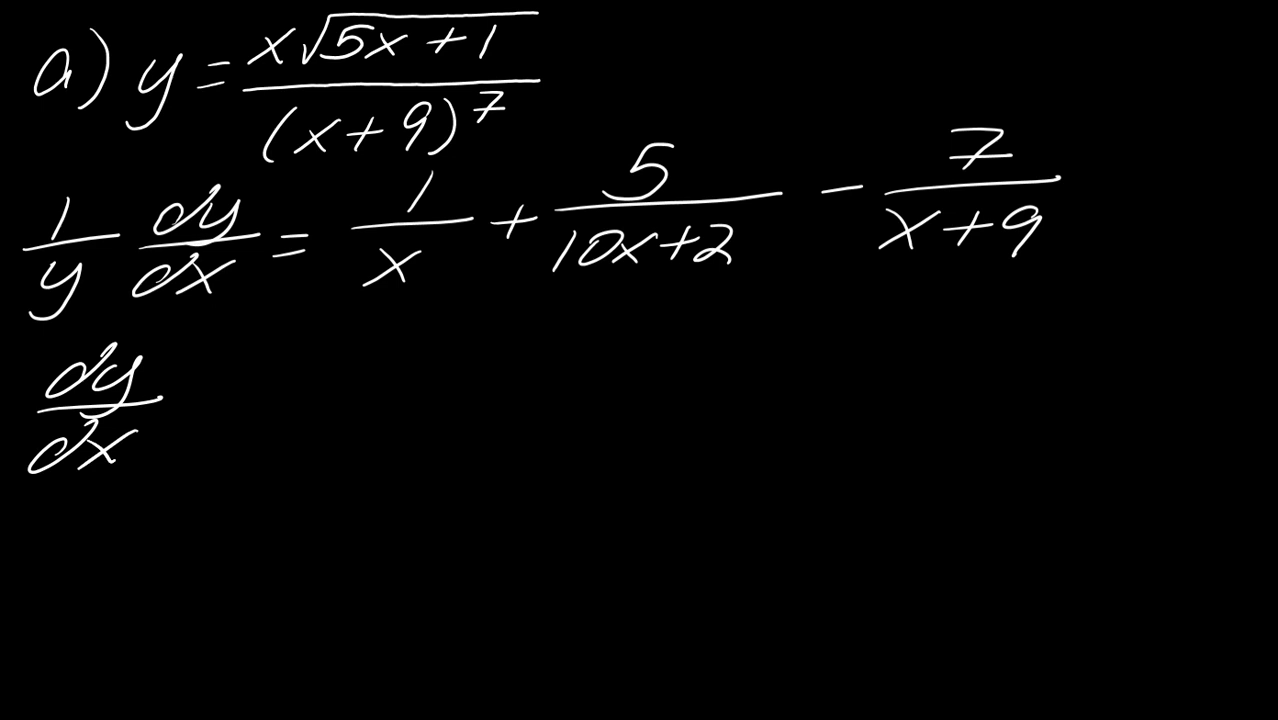 a) y = x√(5x + 1) / (x + 9)^7
1/y dy/dx = 1/x + 5/(10x+2) - 7/(x+9)
dy/dx